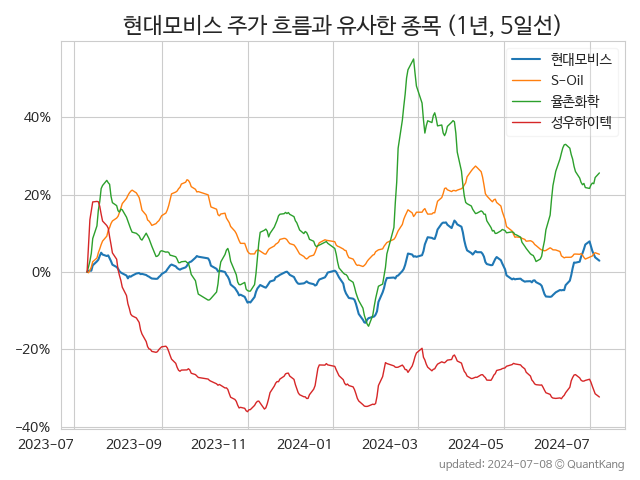 현대모비스 주가 흐름과 유사한 종목 (1년, 5일선)
현대모비스
S-Oil
율촌화학
성우하이텍
40%
20%
0%
−20%
−40%
2023-07 2023-09 2023-11 2024-01 2024-03 2024-05 2024-07
updated: 2024-07-08 © QuantKang